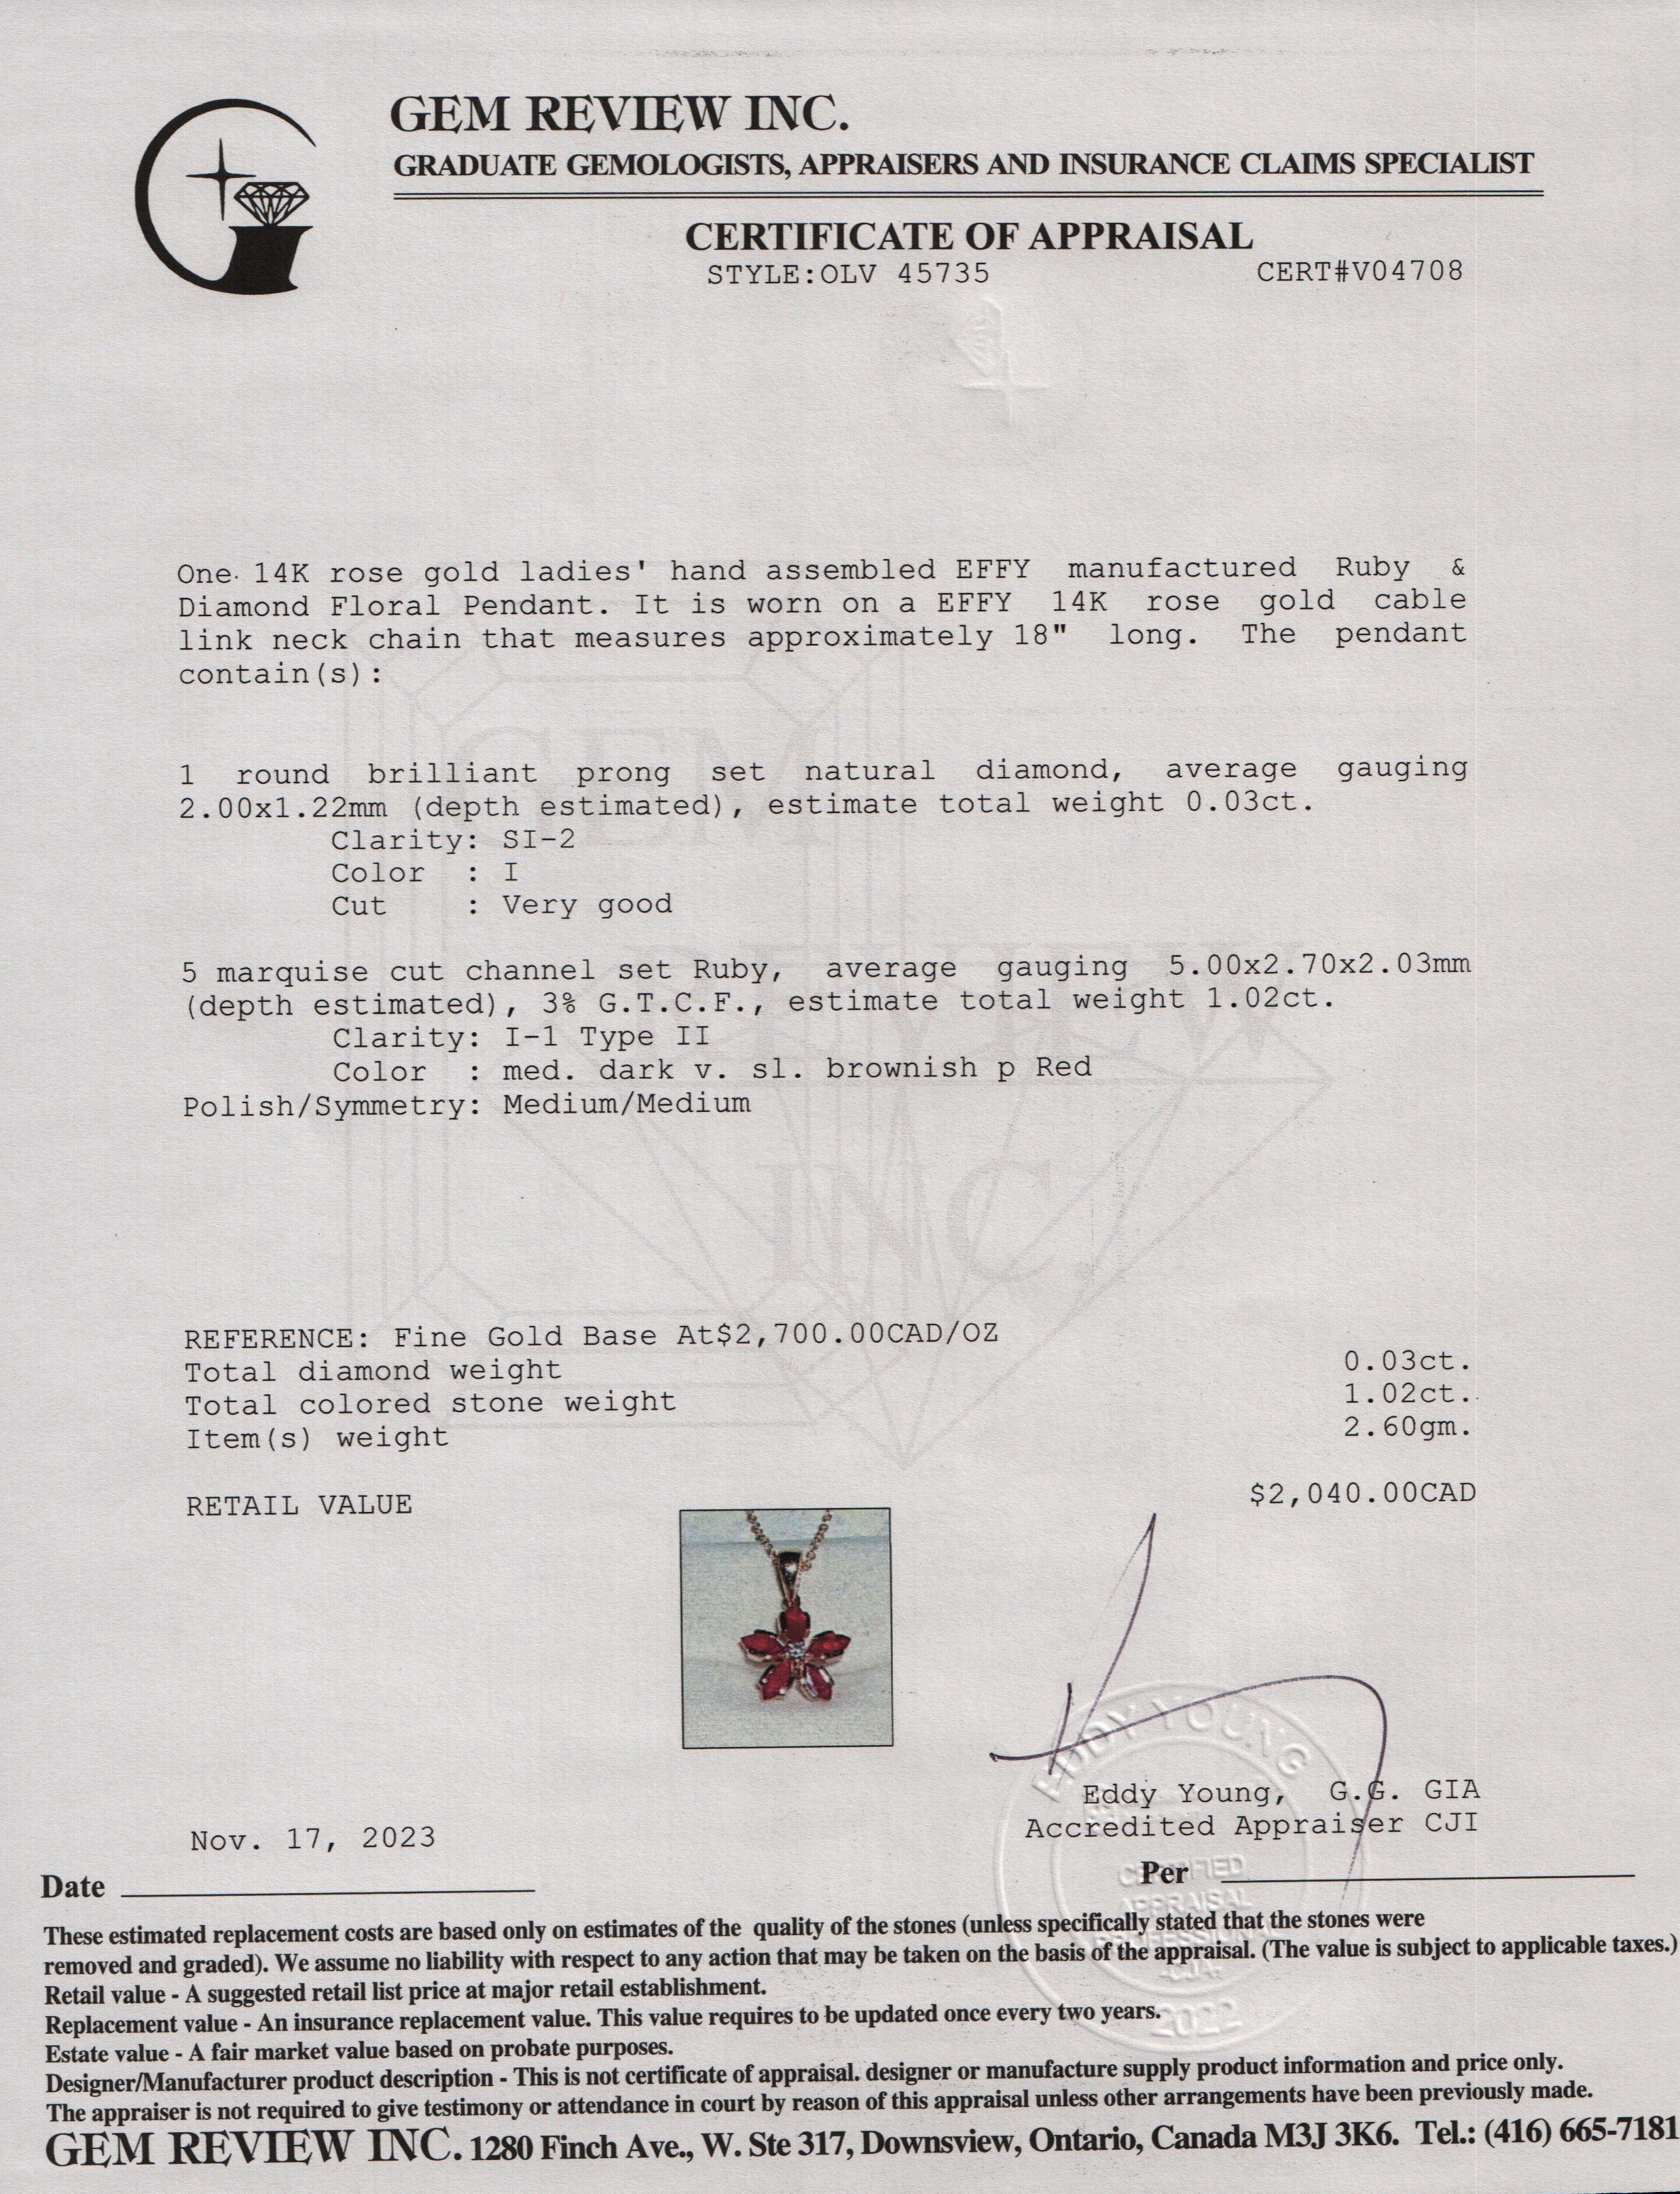 GEM REVIEW INC.
GRADUATE GEMOLOGISTS, APPRAISERS AND INSURANCE CLAIMS SPECIALIST
CERTIFICATE OF APPRAISAL
STYLE:OLV 45735 CERT#V04708
One 14K rose gold ladies' hand assembled EFFY manufactured Ruby &
Diamond Floral Pendant. It is worn on a EFFY 14K rose gold cable
link neck chain that measures approximately 18" long. The pendant
contain(s):
1 round brilliant prong set natural diamond, average gauging
2.00x1.22mm (depth estimated), estimate total weight 0.03ct.
Clarity: SI-2
Color : I
Cut : Very good
5 marquise cut channel set Ruby, average gauging 5.00x2.70x2.03mm
(depth estimated), 3% G.T.C.F., estimate total weight 1.02ct.
Clarity: I-1 Type II
Color : med. dark v. sl. brownish p Red
Polish/Symmetry: Medium/Medium
GEM
REVIEW
INC.
REFERENCE: Fine Gold Base At$2,700.00CAD/OZ
Total diamond weight 0.03ct.
Total colored stone weight 1.02ct.
Item(s) weight 2.60gm.
RETAIL VALUE $2,040.00CAD
EDDY YOUNG
Eddy Young, G.G. GIA
Accredited Appraiser CJI
Nov. 17, 2023
Date
Per
CERTIFIED
APPRAISAL
2022
These estimated replacement costs are based only on estimates of the quality of the stones (unless specifically stated that the stones were
removed and graded). We assume no liability with respect to any action that may be taken on the basis of the appraisal. (The value is subject to applicable taxes.)
Retail value - A suggested retail list price at major retail establishment.
Replacement value - An insurance replacement value. This value requires to be updated once every two years.
Estate value - A fair market value based on probate purposes.
Designer/Manufacturer product description - This is not certificate of appraisal. designer or manufacture supply product information and price only.
The appraiser is not required to give testimony or attendance in court by reason of this appraisal unless other arrangements have been previously made.
GEM REVIEW INC. 1280 Finch Ave., W. Ste 317, Downsview, Ontario, Canada M3J 3K6. Tel.: (416) 665-7181